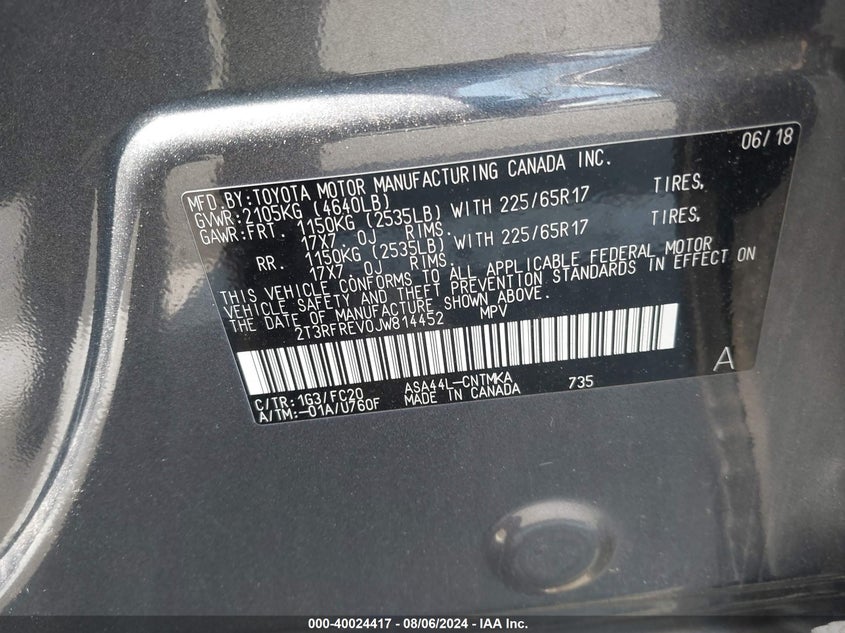 06/18
MFD.BY:TOYOTA MOTOR MANUFACTURING CANADA INC.
GVWR:2105KG (4640LB)
GAWR:FRT. 1150KG (2535LB) WITH 225/65R17 TIRES,
17X7. 0J RIMS.
RR. 1150KG (2535LB) WITH 225/65R17 TIRES,
17X7. 0J RIMS.
THIS VEHICLE CONFORMS TO ALL APPLICABLE FEDERAL MOTOR
VEHICLE SAFETY AND THEFT PREVENTION STANDARDS IN EFFECT ON
THE DATE OF MANUFACTURE SHOWN ABOVE.
2T3RFREV0JW814452 MPV
A
C/TR:1G3/FC20 ASA44L-CNTMKA 735
A/TM:-01A/U760F MADE IN CANADA
000-40024417 - 08/06/2024 - IAA Inc.